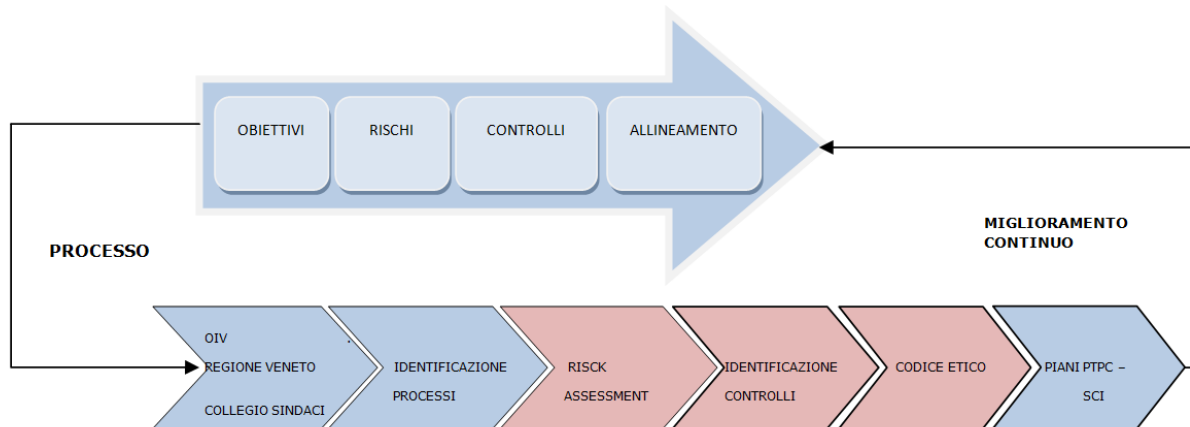 OBIETTIVI
RISCHI
CONTROLLI
ALLINEAMENTO
PROCESSO
MIGLIORAMENTO
CONTINUO
OIV
REGIONE VENETO
COLLEGIO SINDACI
IDENTIFICAZIONE
PROCESSI
RISCK
ASSESSMENT
IDENTIFICAZIONE
CONTROLLI
CODICE ETICO
PIANI PTPC –
SCI